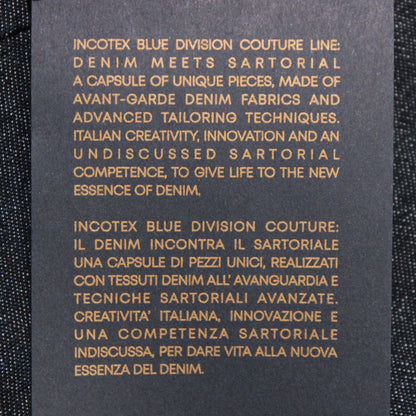 INCOTEX BLUE DIVISION COUTURE LINE:
DENIM MEETS SARTORIAL
A CAPSULE OF UNIQUE PIECES, MADE OF
AVANT-GARDE DENIM FABRICS AND
ADVANCED TAILORING TECHNIQUES.
ITALIAN CREATIVITY, INNOVATION AND AN
UNDISCUSSED SARTORIAL
COMPETENCE, TO GIVE LIFE TO THE NEW
ESSENCE OF DENIM.
INCOTEX BLUE DIVISION COUTURE:
IL DENIM INCONTRA IL SARTORIALE
UNA CAPSULE DI PEZZI UNICI, REALIZZATI
CON TESSUTI DENIM ALL' AVANGUARDIA E
TECNICHE SARTORIALI AVANZATE.
CREATIVITA' ITALIANA, INNOVAZIONE E
UNA COMPETENZA SARTORIALE
INDISCUSSA, PER DARE VITA ALLA NUOVA
ESSENZA DEL DENIM.